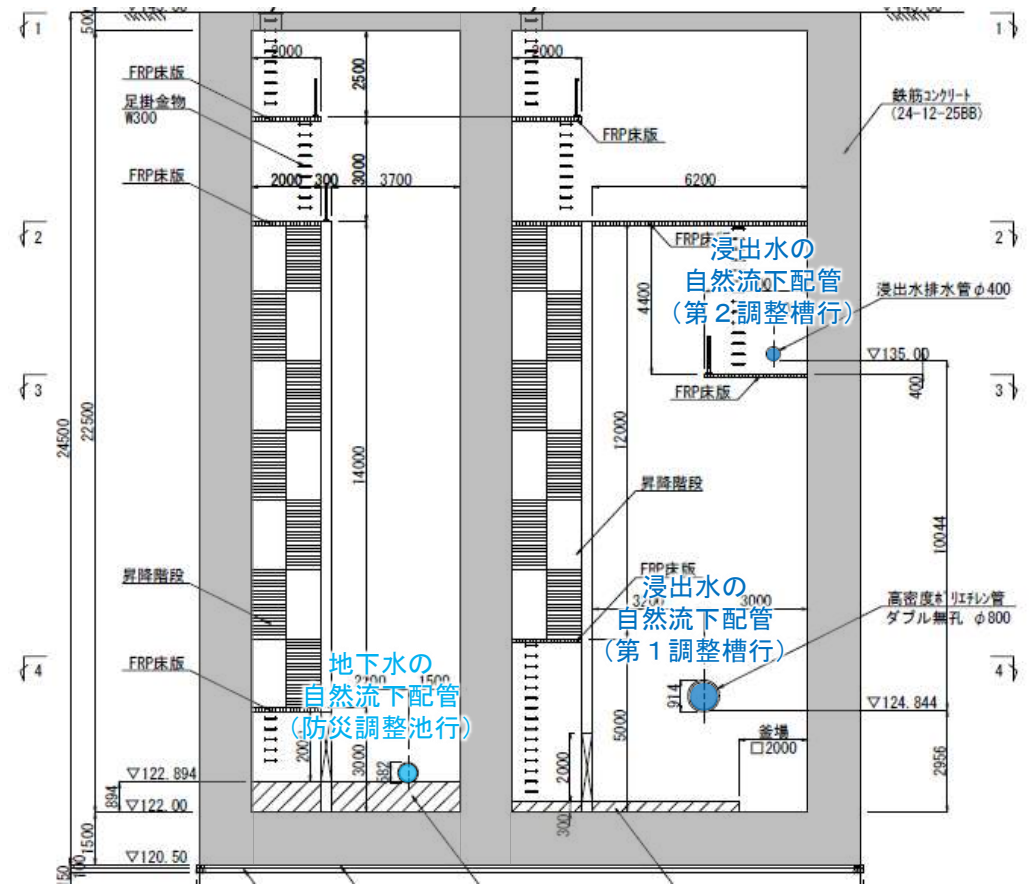 1
1
500
2000
2000
2500
FRP床版
足掛金物
W300
FRP床版
鉄筋コンクリート
(24-12-25BB)
3000
FRP床版
2000
300
3700
6200
2
2
FRP床版
浸出水の
自然流下配管
(第2調整槽行)
浸出水排水管φ400
4400
▽135.00
3
3
FRP床版
400
24500
22500
14000
12000
昇降階段
10044
昇降階段
FRP床版
浸出水の
自然流下配管
(第1調整槽行)
3000
高密度ポリエチレン管
ダブル無孔 φ800
4
4
FRP床版
地下水の
自然流下配管
(防災調整池行)
1500
914
▽124.844
釜場
□2000
5000
2956
▽122.894
3000
2000
894
▽122.00
300
1500
▽120.50
100